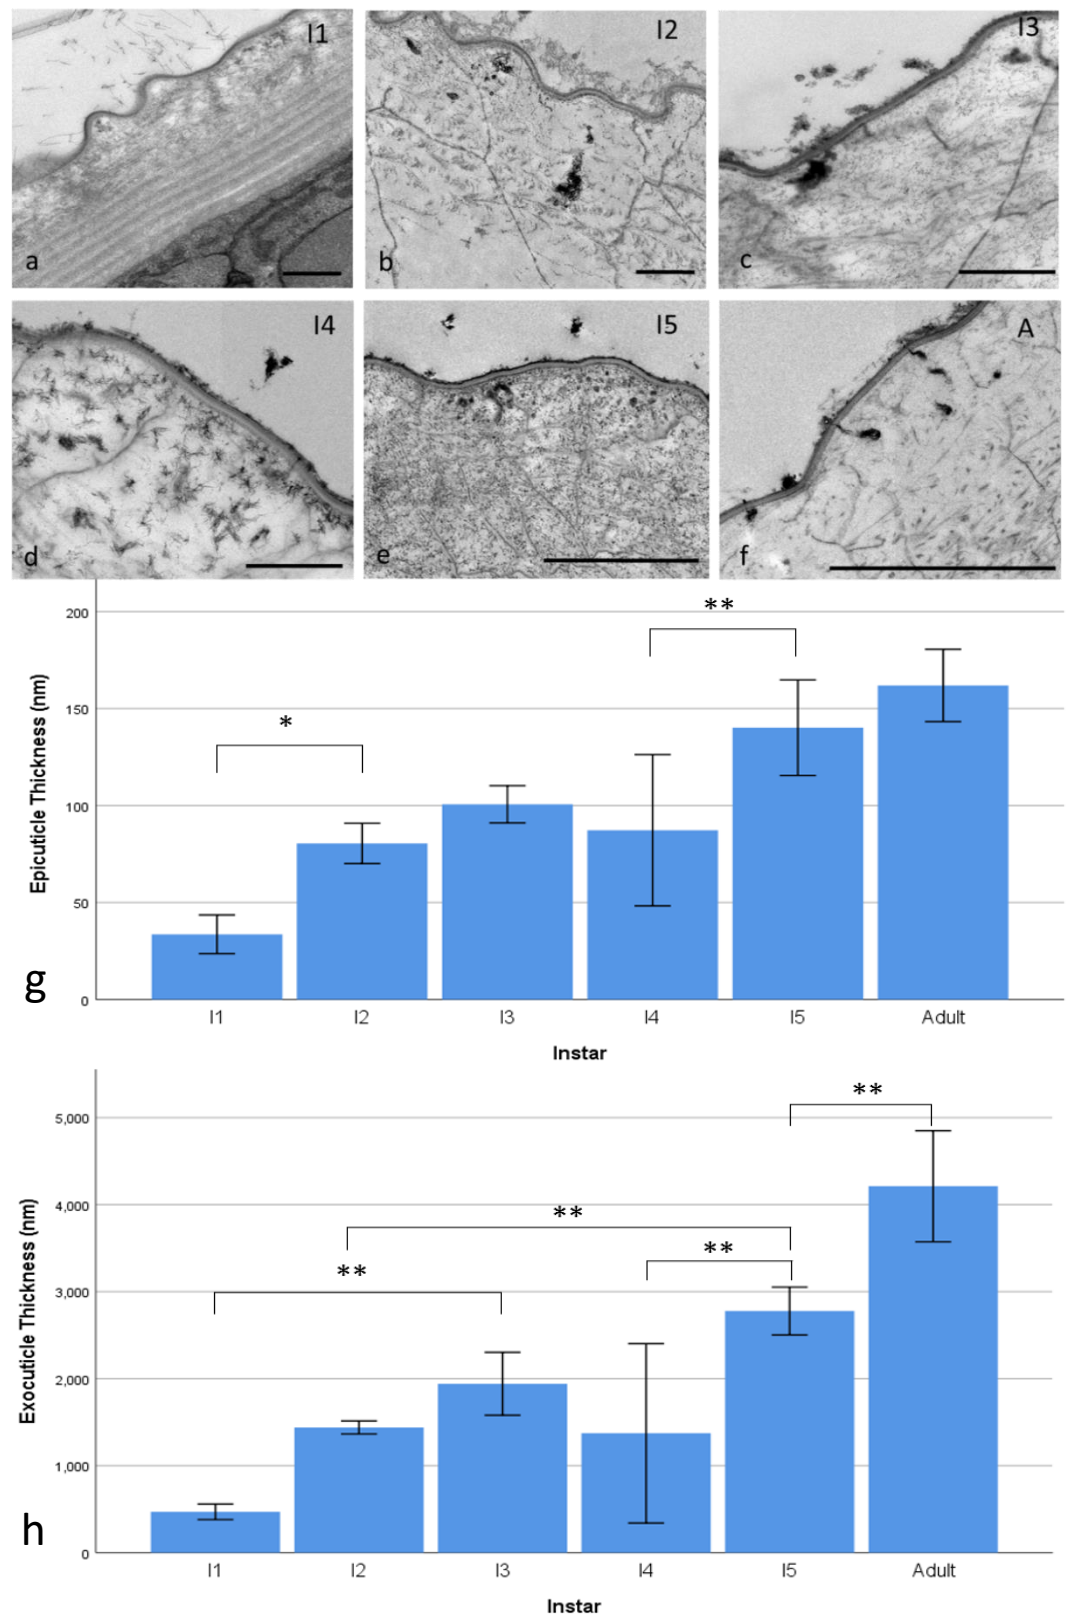 I1
I2
I3
a
b
c
I4
I5
A
d
e
f
200
**
150
*
100
50
0
Epicuticle Thickness (nm)
g
I1 I2 I3 I4 I5 Adult
Instar
5,000
**
4,000
**
**
**
3,000
2,000
1,000
0
Exocuticle Thickness (nm)
h
I1 I2 I3 I4 I5 Adult
Instar